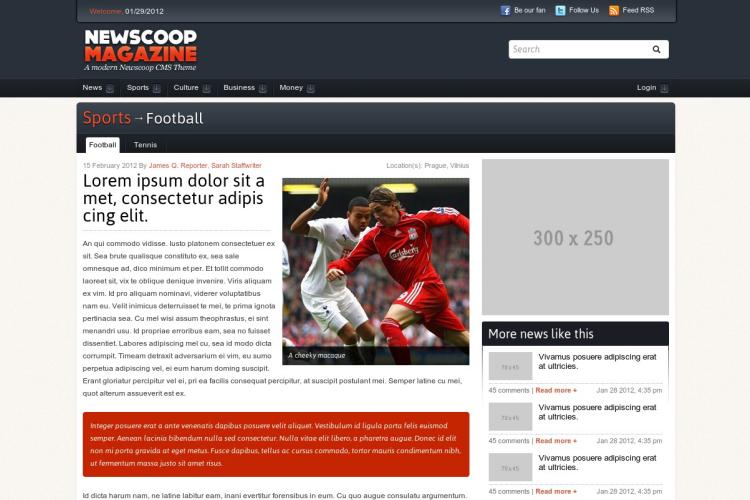 Welcome, 01/29/2012
Be our fan
Follow Us
Feed RSS
NEWSCOOP
MAGAZINE
A modern Newscoop CMS Theme
Search
News
Sports
Culture
Business
Money
Login
Sports→Football
Football
Tennis
15 February 2012 By James Q. Reporter, Sarah Staffwriter
Location(s): Prague, Vilnius
Lorem ipsum dolor sit a
met, consectetur adipis
cing elit.
An qui commodo vidisse. Iusto platonem consectetuer ex
sit. Sea brute qualisque constituto ex, sea sale
omnesque ad, dico minimum et per. Et tollit commodo
laoreet sit, vix te oblique denique invenire. Viris aliquam
ex vim. Id pro aliquam nominavi, viderer voluptatibus
nam eu. Velit inimicus deterruisset te mei, te prima ignota
pertinacia sea. Cu mel wisi assum theophrastus, ei sint
menandri usu. Id propriae erroribus eam, sea no fuisset
dissentiet. Labores adipiscing mel cu, sea id modo dicta
corrumpit. Timeam detraxit adversarium ei vim, eu sumo
perpetua adipiscing vel, ei eum harum doming suscipit.
Erant gloriatur percipitur vel ei, pri ea facilis consequat percipitur, at suscipit postulant mei. Semper latine cu mel,
quot alterum assueverit est ex.
Carlsberg
9
A cheeky macaque
Integer posuere erat a ante venenatis dapibus posuere velit aliquet. Vestibulum id ligula porta felis euismod
semper. Aenean lacinia bibendum nulla sed consectetur. Nulla vitae elit libero, a pharetra augue. Donec id elit
non mi porta gravida at eget metus. Fusce dapibus, tellus ac cursus commodo, tortor mauris condimentum nibh,
ut fermentum massa justo sit amet risus.
Id dicta harum nam, ne latine labitur eam, inani evertitur forensibus in eum. Cu quo augue consulatu argumentum.
300 x 250
More news like this
70 x 45
Vivamus posuere adipiscing erat
at ultricies.
45 comments | Read more + Jan 28 2012, 4:35 pm
70 x 45
Vivamus posuere adipiscing erat
at ultricies.
45 comments | Read more + Jan 28 2012, 4:35 pm
70 x 45
Vivamus posuere adipiscing erat
at ultricies.
45 comments | Read more + Jan 28 2012, 4:35 pm